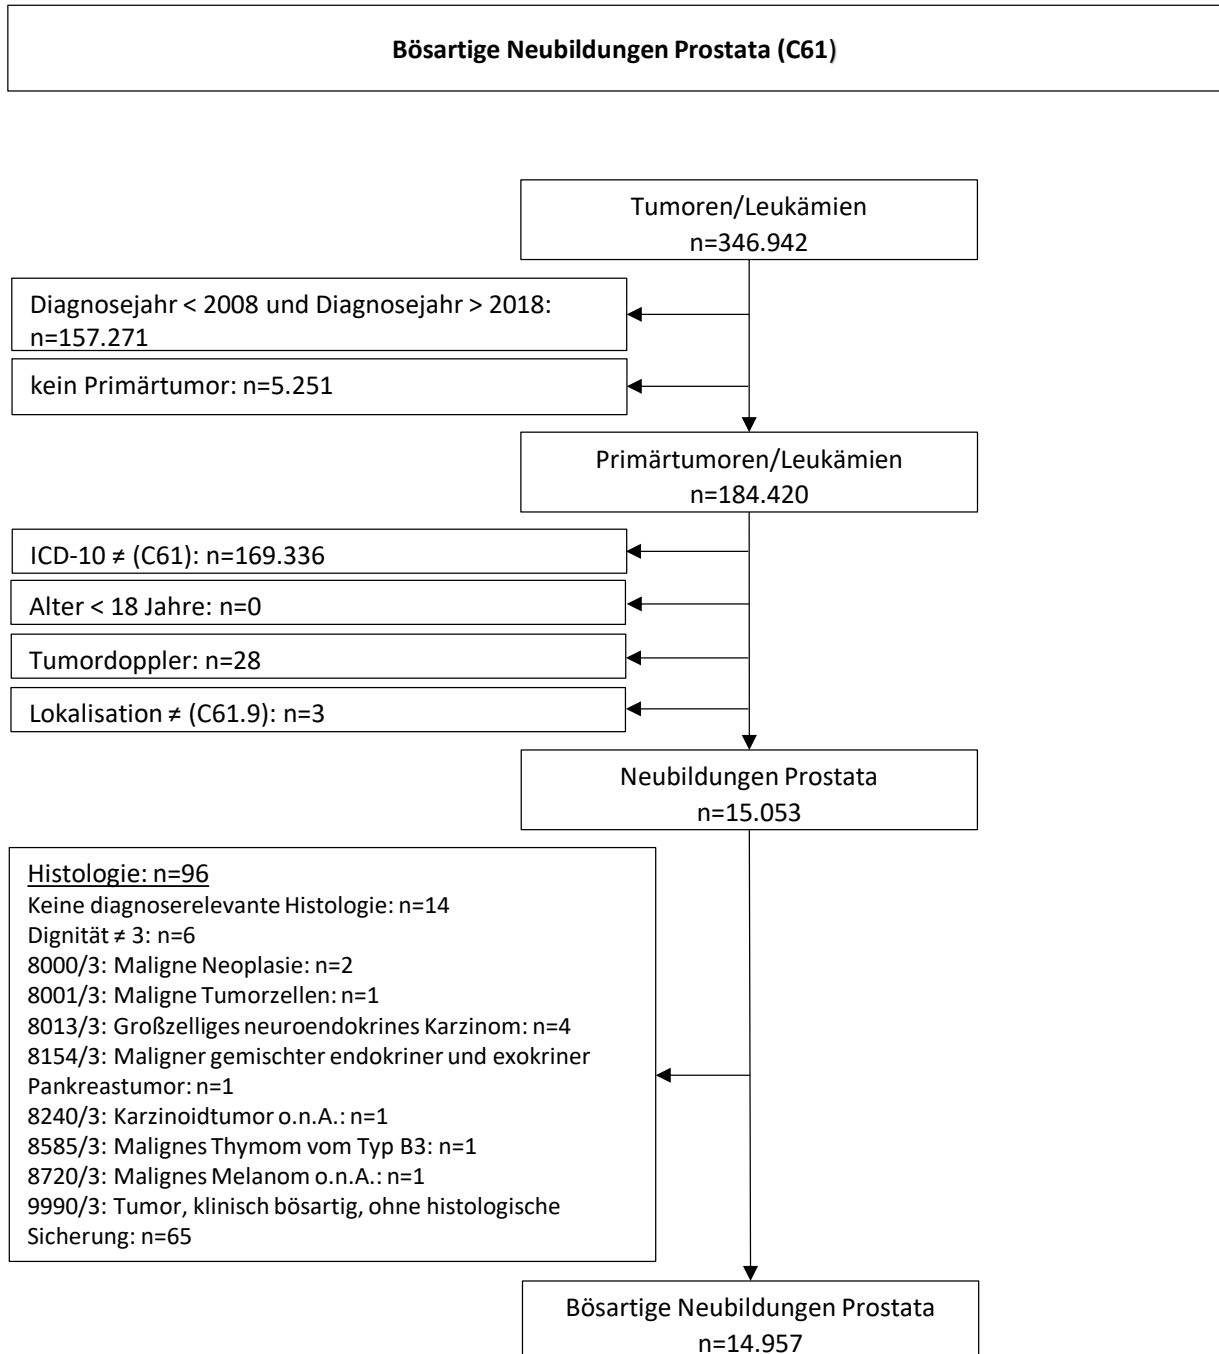 Bösartige Neubildungen Prostata (C61)
Tumoren/Leukämien
n=346.942
Diagnosejahr < 2008 und Diagnosejahr > 2018:
n=157.271
kein Primärtumor: n=5.251
Primärtumoren/Leukämien
n=184.420
ICD-10 ≠ (C61): n=169.336
Alter < 18 Jahre: n=0
Tumordoppler: n=28
Lokalisation ≠ (C61.9): n=3
Neubildungen Prostata
n=15.053
Histologie: n=96
Keine diagnoserelevante Histologie: n=14
Dignität ≠ 3: n=6
8000/3: Maligne Neoplasie: n=2
8001/3: Maligne Tumorzellen: n=1
8013/3: Großzelliges neuroendokrines Karzinom: n=4
8154/3: Maligner gemischter endokriner und exokriner
Pankreastumor: n=1
8240/3: Karzinoidtumor o.n.A.: n=1
8585/3: Malignes Thymom vom Typ B3: n=1
8720/3: Malignes Melanom o.n.A.: n=1
9990/3: Tumor, klinisch bösartig, ohne histologische
Sicherung: n=65
Bösartige Neubildungen Prostata
n=14.957